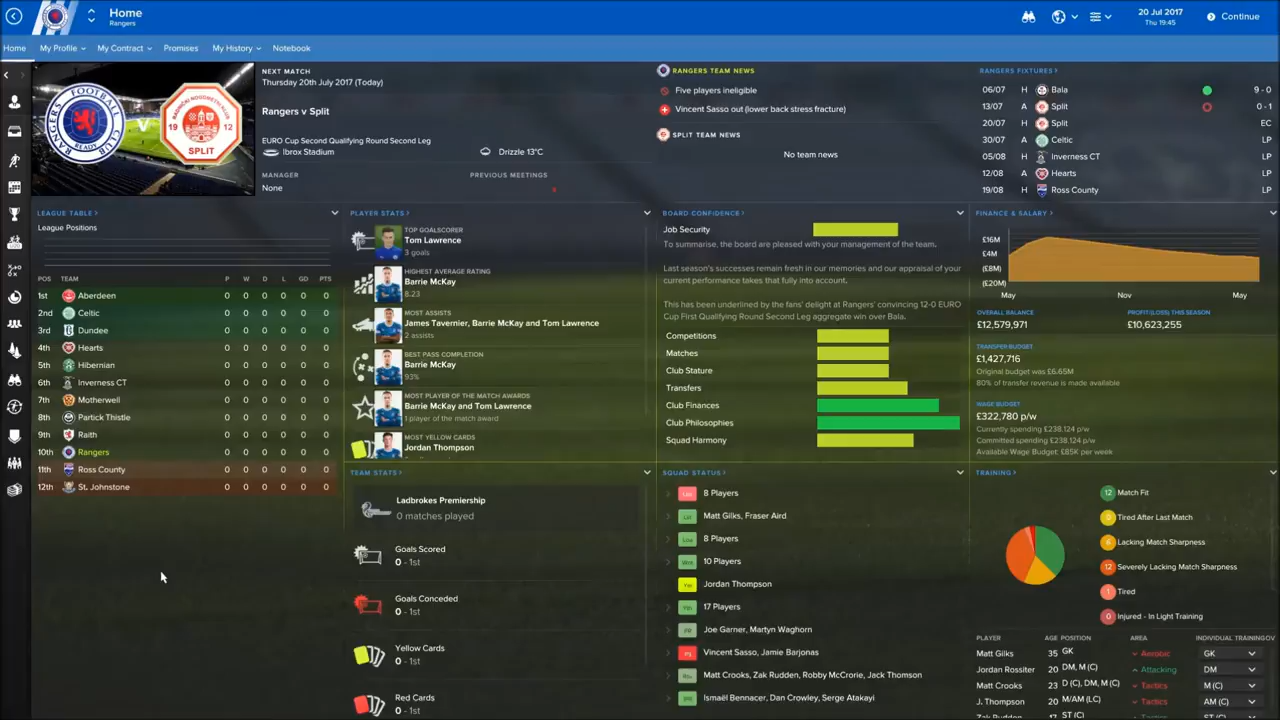 Home
Rangers
20 Jul 2017
Thu 19:45
Continue
Home
My Profile
My Contract
Promises
My History
Notebook
RANGERS FOOTBALL CLUB
READY
V
RADNIČKI NOGOMETNI KLUB
19 12
SPLIT
NEXT MATCH
Thursday 20th July 2017 (Today)
Rangers v Split
EURO Cup Second Qualifying Round Second Leg
Ibrox Stadium
Drizzle 13°C
MANAGER
None
PREVIOUS MEETINGS
RANGERS TEAM NEWS
Five players ineligible
Vincent Sasso out (lower back stress fracture)
SPLIT TEAM NEWS
No team news
RANGERS FIXTURES
06/07 H Bala 9 - 0
13/07 A Split 0 - 1
20/07 H Split EC
30/07 A Celtic LP
05/08 H Inverness CT LP
12/08 A Hearts LP
19/08 H Ross County LP
LEAGUE TABLE
League Positions
POS TEAM P W D L GD PTS
1st Aberdeen 0 0 0 0 0 0
2nd Celtic 0 0 0 0 0 0
3rd Dundee 0 0 0 0 0 0
4th Hearts 0 0 0 0 0 0
5th Hibernian 0 0 0 0 0 0
6th Inverness CT 0 0 0 0 0 0
7th Motherwell 0 0 0 0 0 0
8th Partick Thistle 0 0 0 0 0 0
9th Raith 0 0 0 0 0 0
10th Rangers 0 0 0 0 0 0
11th Ross County 0 0 0 0 0 0
12th St. Johnstone 0 0 0 0 0 0
PLAYER STATS
TOP GOALSCORER
Tom Lawrence
3 goals
HIGHEST AVERAGE RATING
Barrie McKay
8.23
MOST ASSISTS
James Tavernier, Barrie McKay and Tom Lawrence
2 assists
BEST PASS COMPLETION
Barrie McKay
93%
MOST PLAYER OF THE MATCH AWARDS
Barrie McKay and Tom Lawrence
1 player of the match award
MOST YELLOW CARDS
Jordan Thompson
TEAM STATS
Ladbrokes Premiership
0 matches played
Goals Scored
0 - 1st
Goals Conceded
0 - 1st
Yellow Cards
0 - 1st
Red Cards
0 - 1st
BOARD CONFIDENCE
Job Security
To summarise, the board are pleased with your management of the team.
Last season's successes remain fresh in our memories and our appraisal of your
current performance takes that fully into account.
This has been underlined by the fans' delight at Rangers' convincing 12-0 EURO
Cup First Qualifying Round Second Leg aggregate win over Bala.
Competitions
Matches
Club Stature
Transfers
Club Finances
Club Philosophies
Squad Harmony
SQUAD STATUS
8 Players
Matt Gilks, Fraser Aird
8 Players
10 Players
Jordan Thompson
17 Players
Joe Garner, Martyn Waghorn
Vincent Sasso, Jamie Barjonas
Matt Crooks, Zak Rudden, Robby McCrorie, Jack Thomson
Ismaël Bennacer, Dan Crowley, Serge Atakayi
FINANCE & SALARY
£16M
£4M
(£8M)
(£20M)
May Nov May
OVERALL BALANCE
£12,579,971
PROFIT/(LOSS) THIS SEASON
£10,623,255
TRANSFER BUDGET
£1,427,716
Original budget was £6.65M
80% of transfer revenue is made available
WAGE BUDGET
£322,780 p/w
Currently spending £238,124 p/w
Committed spending £238,124 p/w
Available Wage Budget: £85K per week
TRAINING
12 Match Fit
Tired After Last Match
6 Lacking Match Sharpness
12 Severely Lacking Match Sharpness
1 Tired
0 Injured - In Light Training
PLAYER AGE POSITION AREA INDIVIDUAL TRAINING
Matt Gilks 35 GK Aerobic GK
Jordan Rossiter 20 DM, M (C) Attacking DM
Matt Crooks 23 D (C), DM, M (C) Tactics M (C)
J. Thompson 20 M/AM (LC) Tactics AM (C)
Zak Rudden 17 ST (C) Tactics ST (C)